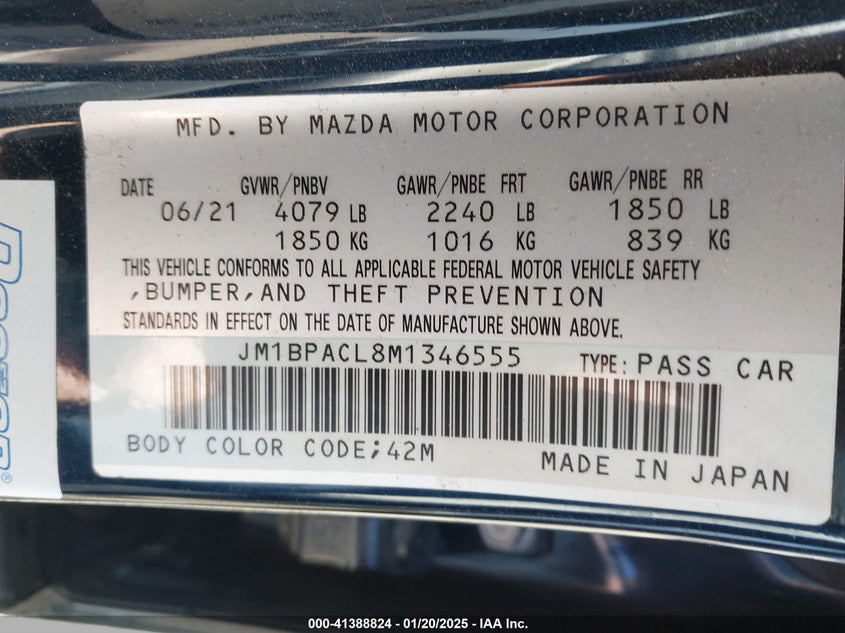 MFD. BY MAZDA MOTOR CORPORATION
DATE GVWR/PNBV GAWR/PNBE FRT GAWR/PNBE RR
06/21 4079 LB 2240 LB 1850 LB
1850 KG 1016 KG 839 KG
THIS VEHICLE CONFORMS TO ALL APPLICABLE FEDERAL MOTOR VEHICLE SAFETY
,BUMPER,AND THEFT PREVENTION
STANDARDS IN EFFECT ON THE DATE OF MANUFACTURE SHOWN ABOVE.
JM1BPACL8M1346555 TYPE: PASS CAR
BODY COLOR CODE;42M MADE IN JAPAN
000-41388824 - 01/20/2025 - IAA Inc.